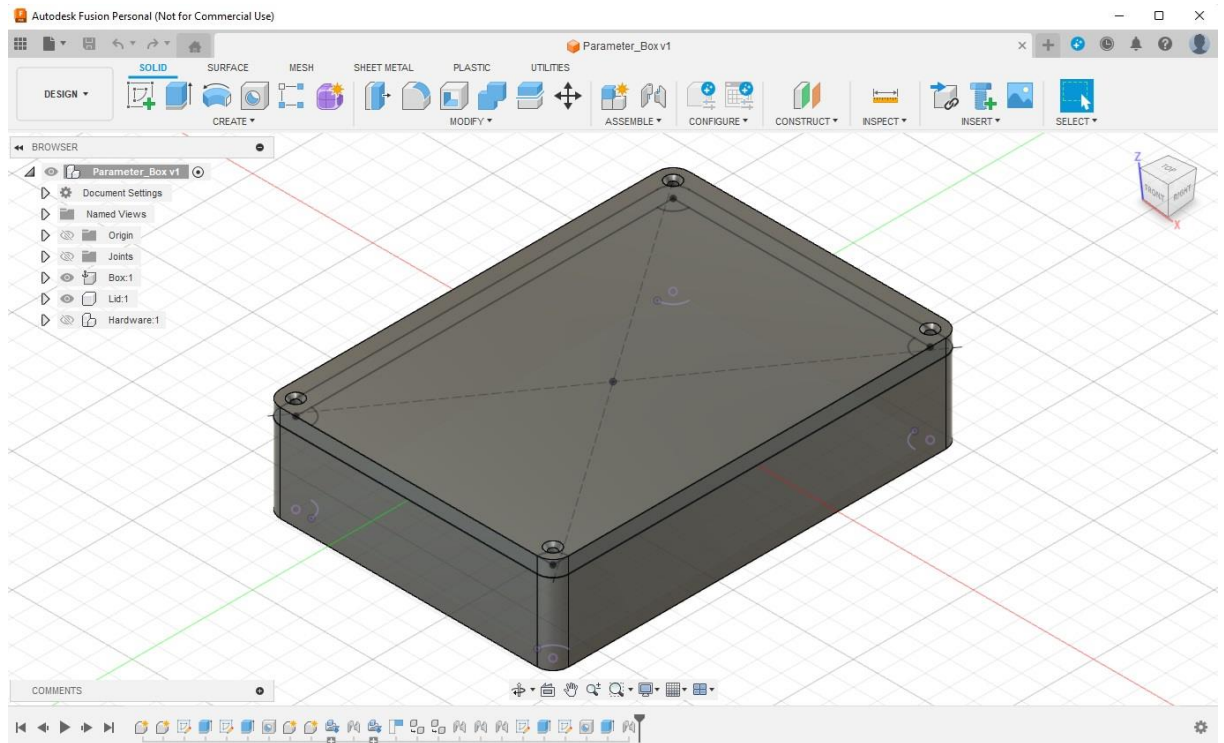 Autodesk Fusion Personal (Not for Commercial Use)
Parameter_Box v1
SOLID SURFACE MESH SHEET METAL PLASTIC UTILITIES
DESIGN
CREATE MODIFY ASSEMBLE CONFIGURE CONSTRUCT INSPECT INSERT SELECT
BROWSER
Parameter_Box v1
Document Settings
Named Views
Origin
Joints
Box:1
Lid:1
Hardware:1
Z
TOP
FRONT RIGHT
X
COMMENTS